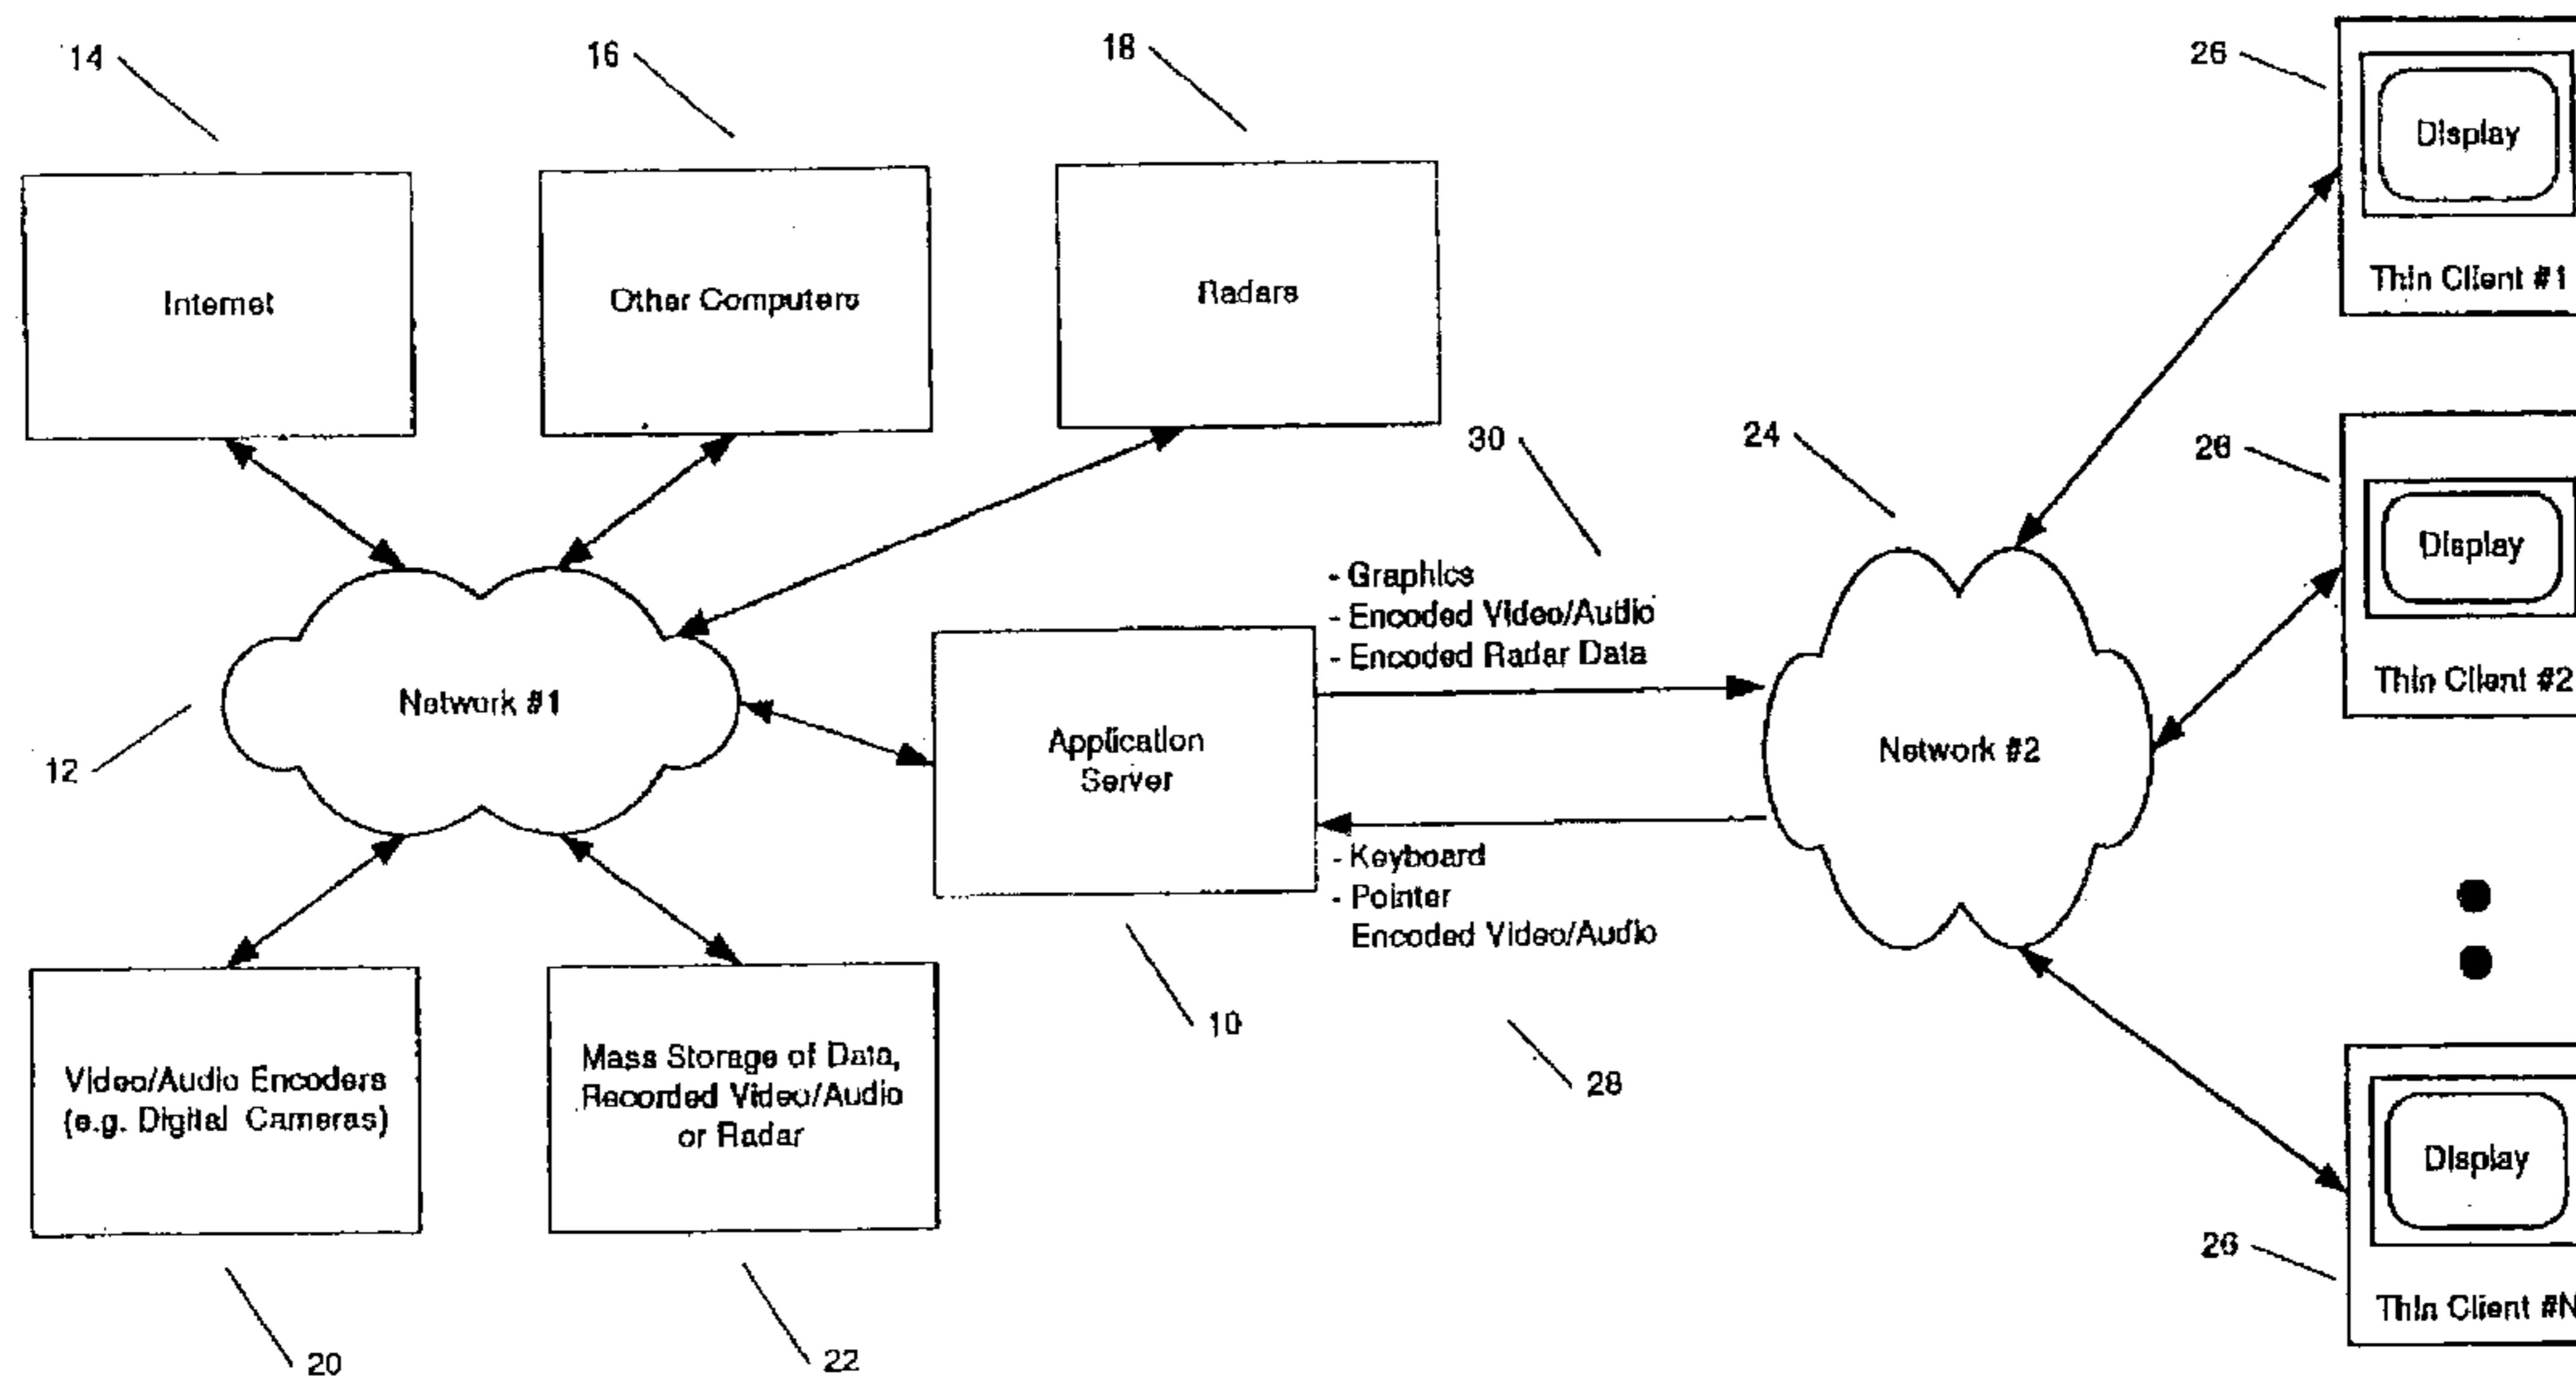 14
16
18
26
Display
Thin Client #1
Internet
Other Computers
Radars
30
24
26
Display
Thin Client #2
- Graphics
- Encoded Video/Audio
- Encoded Radar Data
Network #1
12
Application
Server
Network #2
- Keyboard
- Pointer
Encoded Video/Audio
10
28
Video/Audio Encoders
(e.g. Digital Cameras)
Mass Storage of Data,
Recorded Video/Audio
or Radar
Display
26
Thin Client #N
20
22